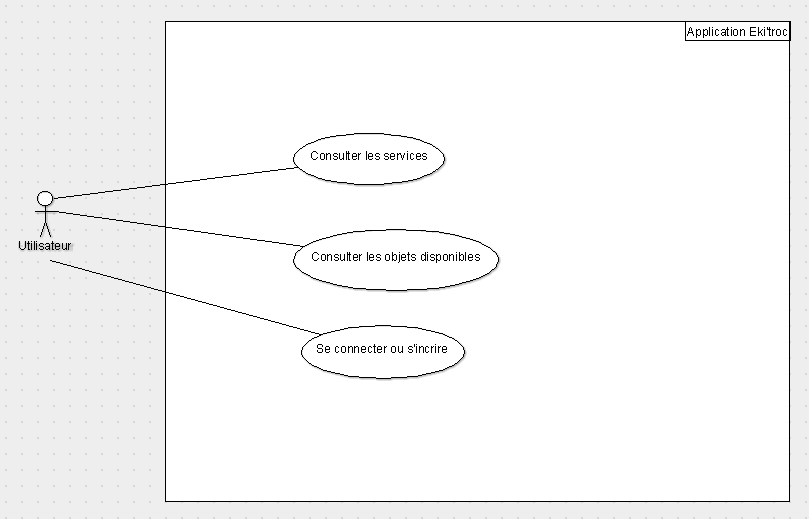 Application Eki'troc
Consulter les services
Utilisateur
Consulter les objets disponibles
Se connecter ou s'incrire